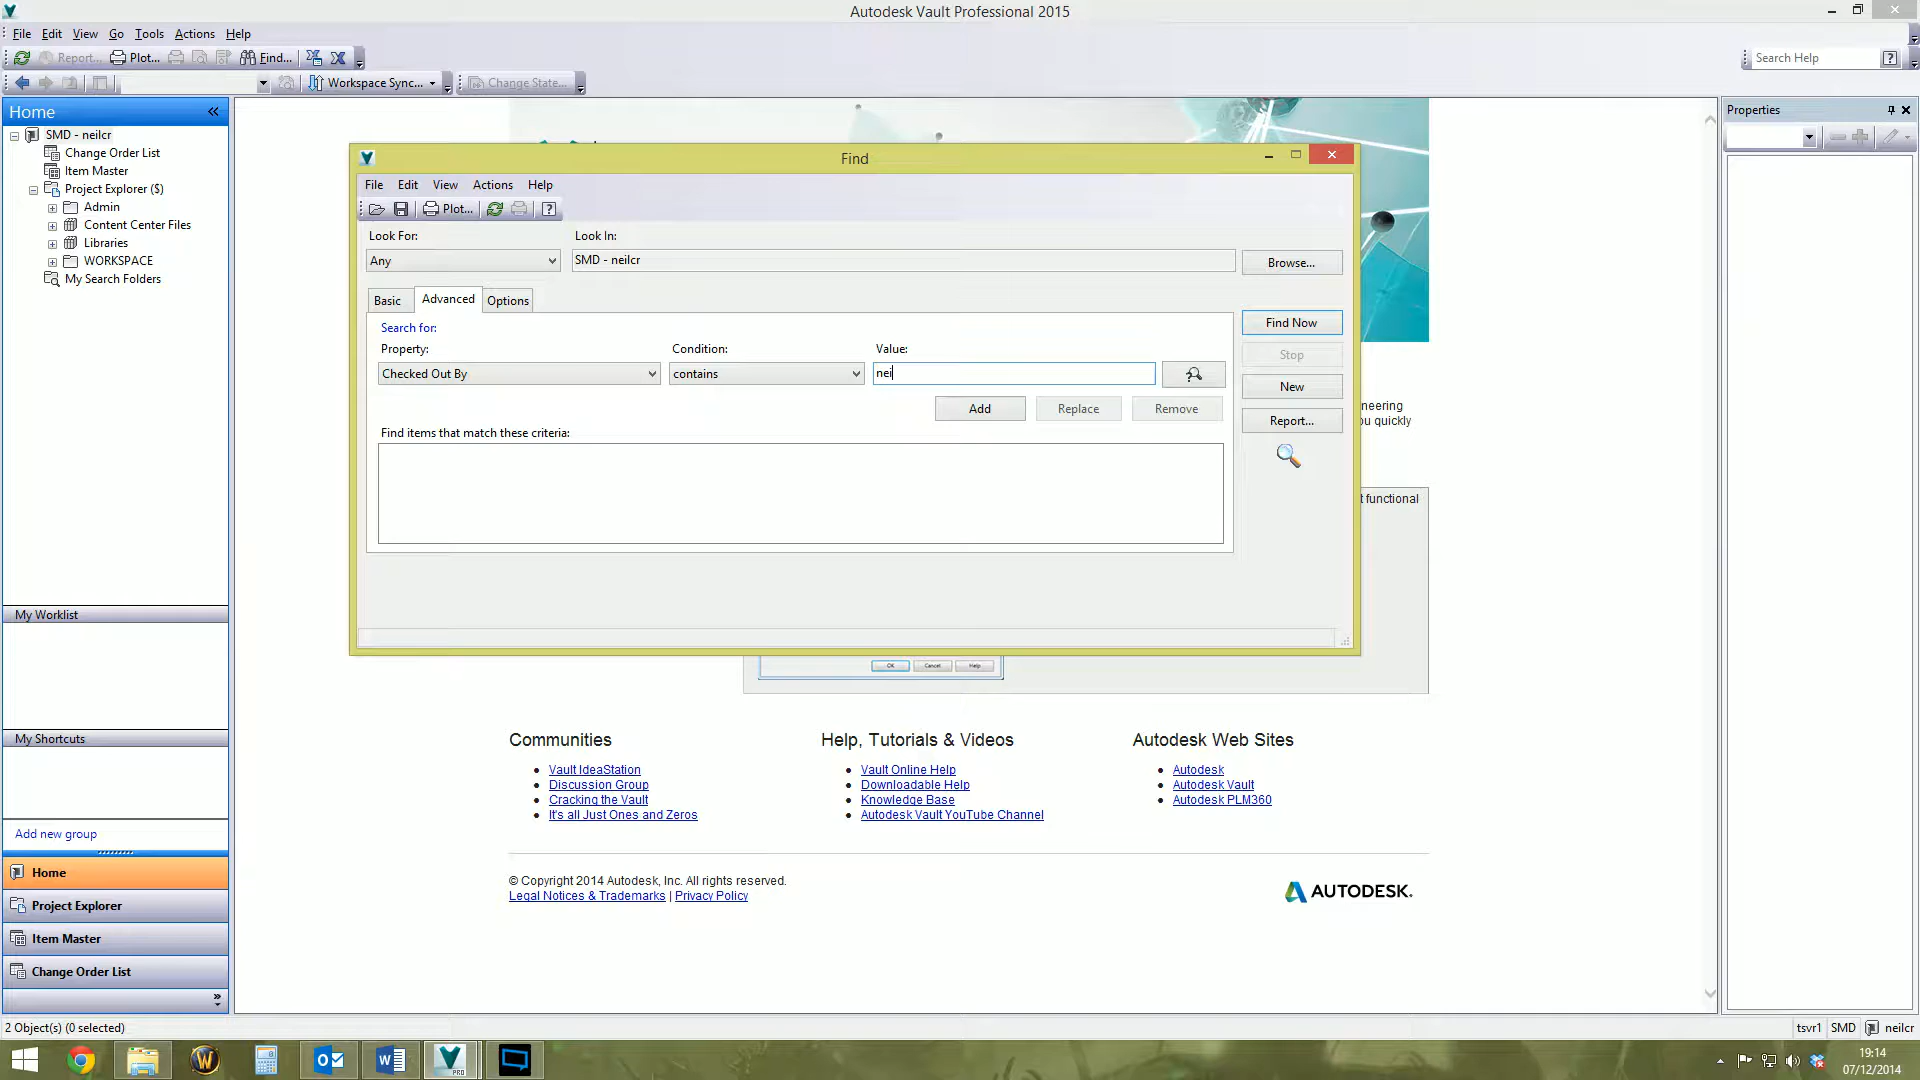 Autodesk Vault Professional 2015
File Edit View Go Tools Actions Help
Report... Plot... Find... Search Help
Workspace Sync... Change State...
Home
SMD - neilcr
Change Order List
Item Master
Project Explorer ($)
Admin
Content Center Files
Libraries
WORKSPACE
My Search Folders
My Worklist
My Shortcuts
Add new group
Home
Project Explorer
Item Master
Change Order List
2 Object(s) (0 selected)
Find
File Edit View Actions Help
Plot...
Look For: Look In:
Any SMD - neilcr Browse...
Basic Advanced Options
Search for:
Property: Condition: Value:
Checked Out By contains nei
Add Replace Remove
Find items that match these criteria:
Find Now
Stop
New
Report...
neering
ou quickly
t functional
OK Cancel Help
Communities
Vault IdeaStation
Discussion Group
Cracking the Vault
It's all Just Ones and Zeros
Help, Tutorials & Videos
Vault Online Help
Downloadable Help
Knowledge Base
Autodesk Vault YouTube Channel
Autodesk Web Sites
Autodesk
Autodesk Vault
Autodesk PLM360
© Copyright 2014 Autodesk, Inc. All rights reserved.
Legal Notices & Trademarks | Privacy Policy
AUTODESK.
Properties
tsvr1 SMD neilcr
PRO
19:14
07/12/2014